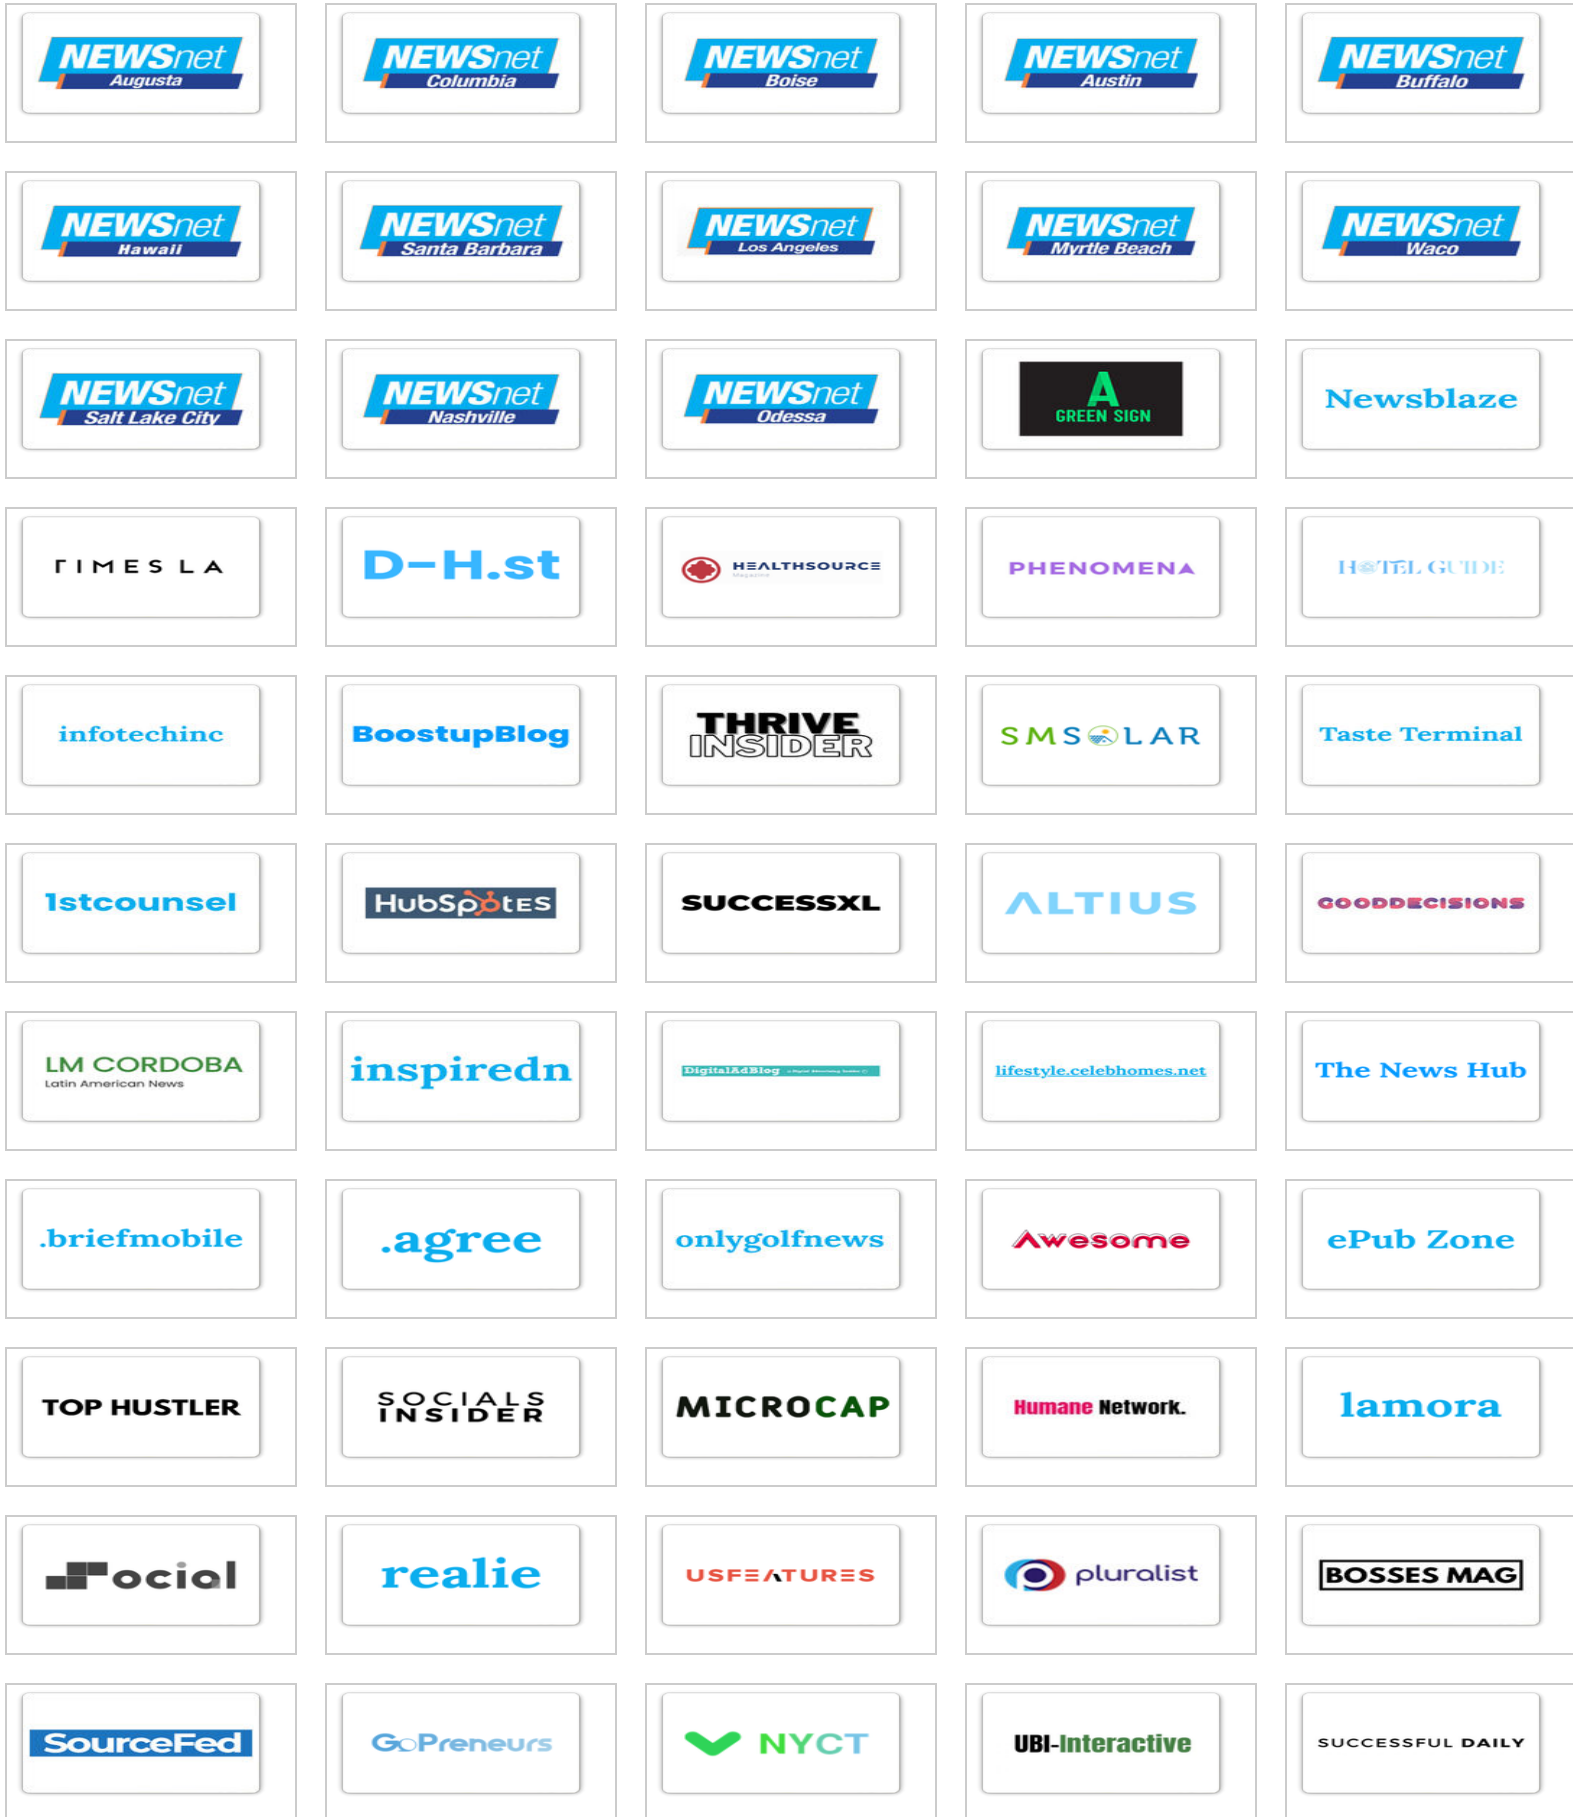 NEWSnet
Augusta
NEWSnet
Columbia
NEWSnet
Boise
NEWSnet
Austin
NEWSnet
Buffalo
NEWSnet
Hawaii
NEWSnet
Santa Barbara
NEWSnet
Los Angeles
NEWSnet
Myrtle Beach
NEWSnet
Waco
NEWSnet
Salt Lake City
NEWSnet
Nashville
NEWSnet
Odessa
A
GREEN SIGN
Newsblaze
TIMES LA
D-H.st
HEALTHSOURCE
Magazine
PHENOMENA
HOTEL GUIDE
infotechinc
BoostupBlog
THRIVE
INSIDER
SMSOLAR
Taste Terminal
1stcounsel
HubSpotes
SUCCESSXL
ALTIUS
GOODDECISIONS
LM CORDOBA
Latin American News
inspiredn
DigitalAdBlog
lifestyle.celebhomes.net
The News Hub
.briefmobile
.agree
onlygolfnews
Awesome
ePub Zone
TOP HUSTLER
SOCIALS
INSIDER
MICROCAP
Humane Network.
lamora
ocial
realie
USFEATURES
pluralist
BOSSES MAG
SourceFed
GoPreneurs
NYCT
UBI-Interactive
SUCCESSFUL DAILY